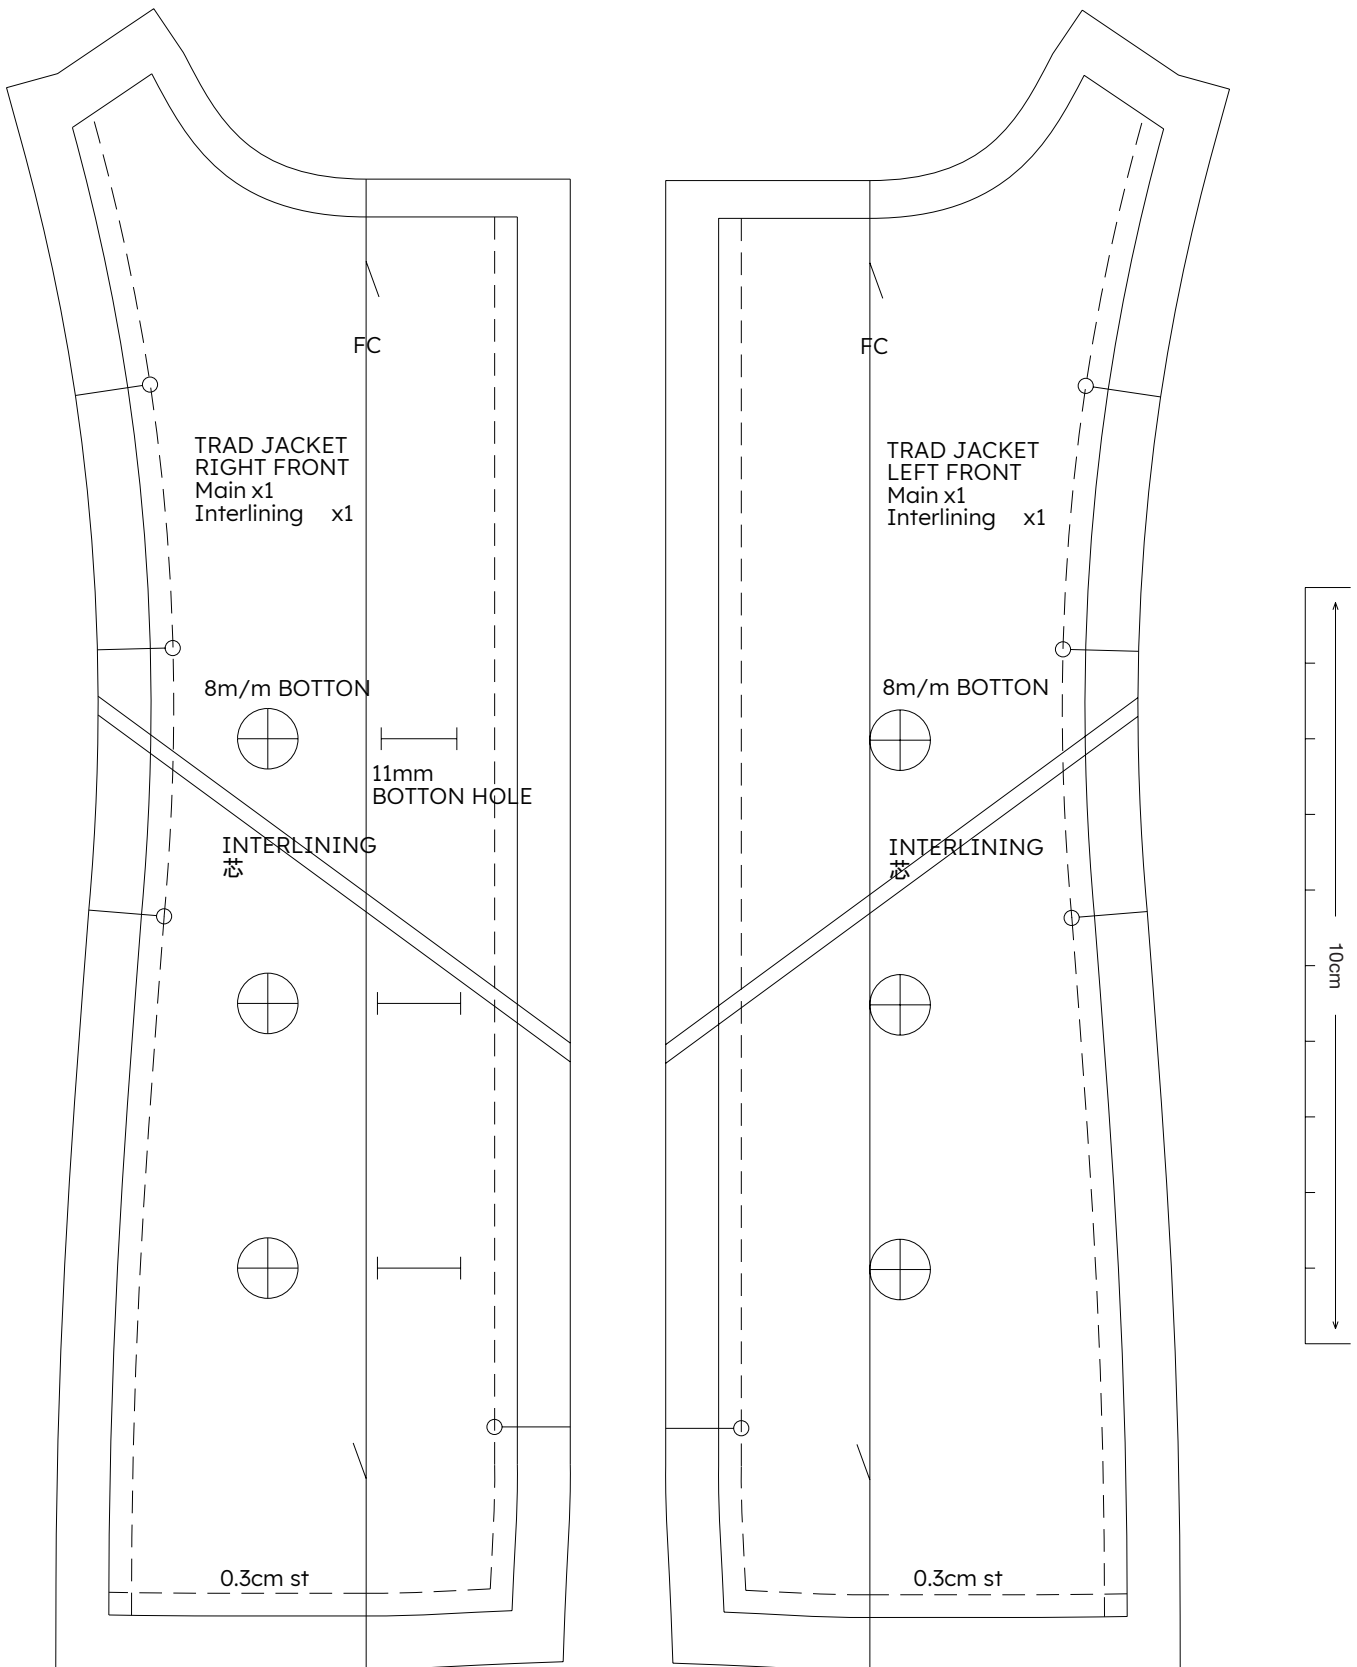 FC
TRAD JACKET
RIGHT FRONT
Main x1
Interlining x1
8m/m BOTTON
11mm
BOTTON HOLE
INTERLINING
芯
0.3cm st
FC
TRAD JACKET
LEFT FRONT
Main x1
Interlining x1
8m/m BOTTON
INTERLINING
芯
0.3cm st
10cm